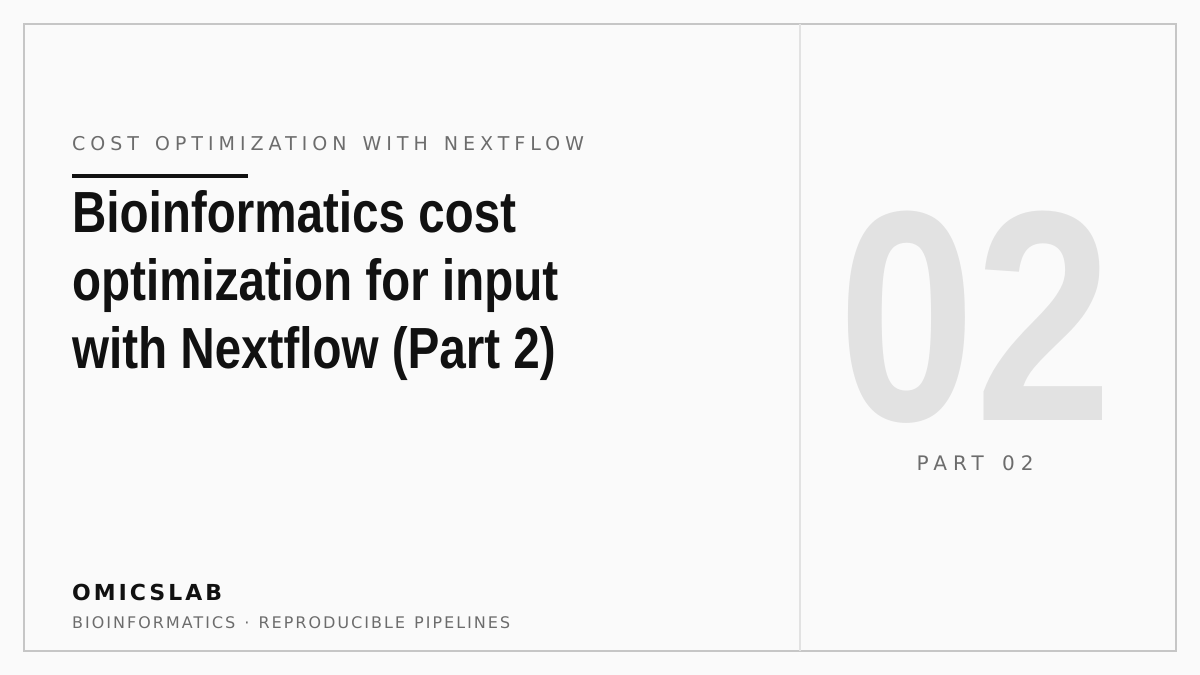 COST OPTIMIZATION WITH NEXTFLOW
Bioinformatics cost
optimization for input
with Nextflow (Part 2)
02
PART 02
OMICSLAB
BIOINFORMATICS · REPRODUCIBLE PIPELINES